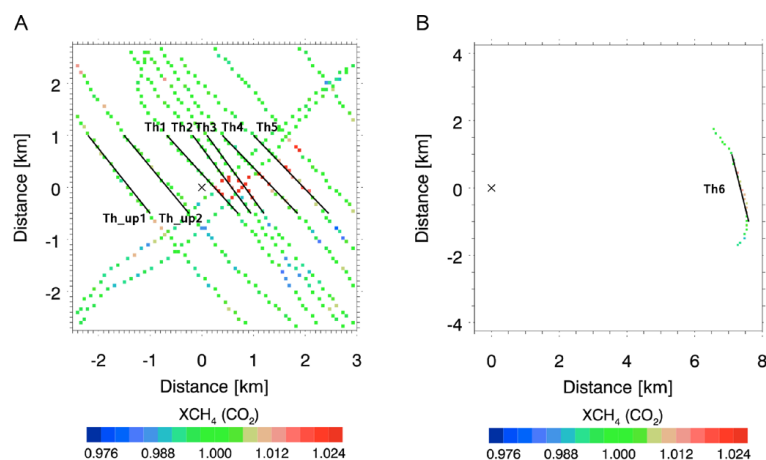 A
B
Distance [km]
2
1
0
-1
-2
Th1 Th2 Th3 Th4 Th5
Th_up1 Th_up2
-2 -1 0 1 2 3
Distance [km]
XCH₄ (CO₂)
0.976 0.988 1.000 1.012 1.024
Distance [km]
4
2
0
-2
-4
Th6
0 2 4 6 8
Distance [km]
XCH₄ (CO₂)
0.976 0.988 1.000 1.012 1.024